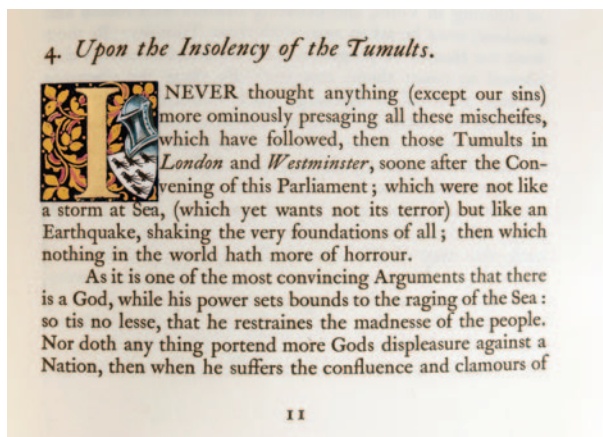 4. Upon the Insolency of the Tumults.
I NEVER thought anything (except our sins)
more ominously presaging all these mischeifes,
which have followed, then those Tumults in
London and Westminster, soone after the Con-
vening of this Parliament; which were not like
a storm at Sea, (which yet wants not its terror) but like an
Earthquake, shaking the very foundations of all; then which
nothing in the world hath more of horrour.
As it is one of the most convincing Arguments that there
is a God, while his power sets bounds to the raging of the Sea:
so tis no lesse, that he restraines the madnesse of the people.
Nor doth any thing portend more Gods displeasure against a
Nation, then when he suffers the confluence and clamours of
11